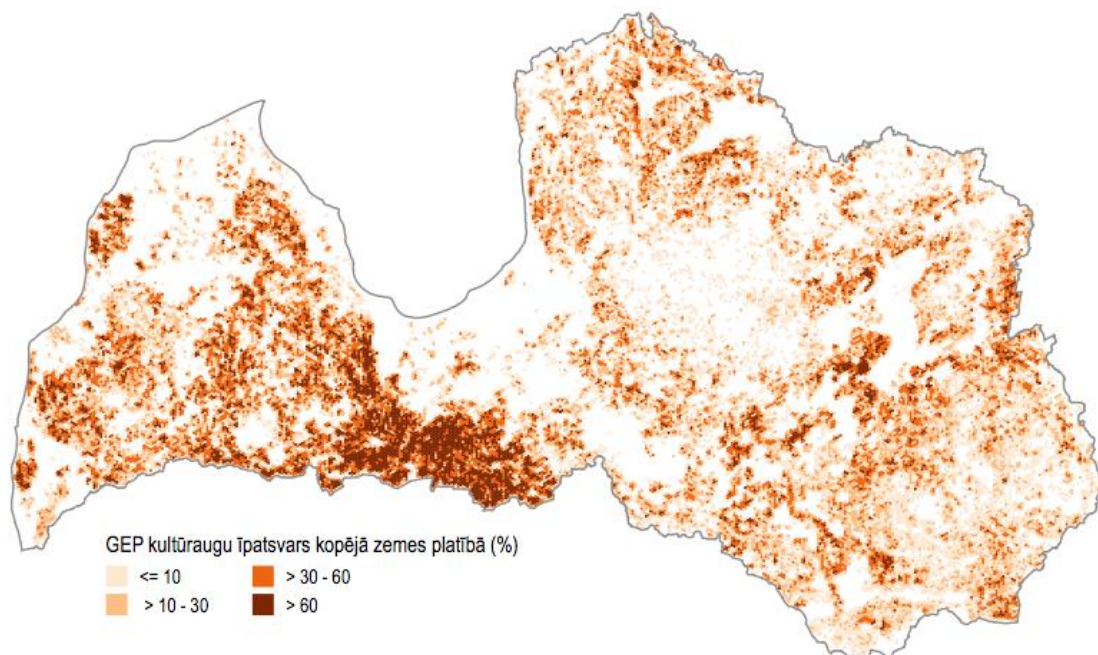 GEP kultūraugu īpatsvars kopējā zemes platībā (%)
<= 10
> 30 - 60
> 10 - 30
> 60